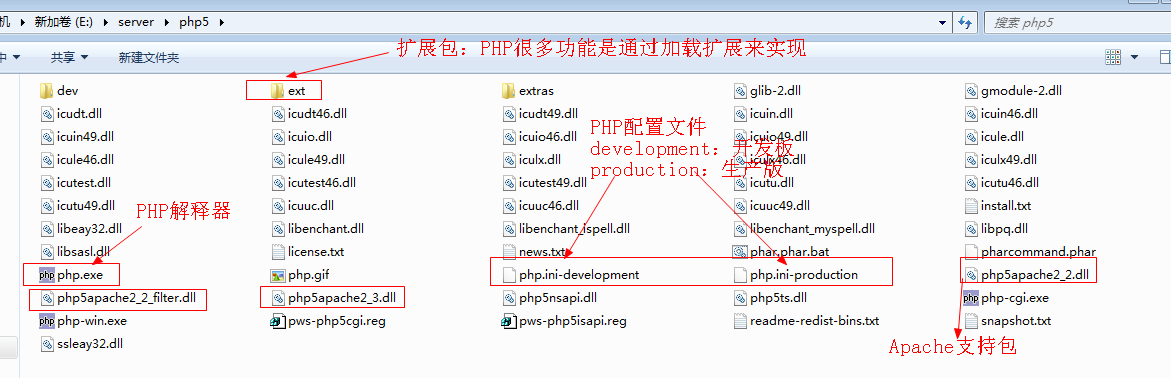 机 ▸ 新加卷 (E:) ▸ server ▸ php5 ▸
搜索 php5
中 共享 新建文件夹
扩展包：PHP很多功能是通过加载扩展来实现
dev ext extras glib-2.dll gmodule-2.dll
icudt.dll icudt46.dll icudt49.dll icuin.dll icuin46.dll
PHP配置文件
icuin49.dll icuio.dll icuio46.dll icuio49.dll icule.dll
development：开发板
icule46.dll icule49.dll iculx.dll iculx46.dll iculx49.dll
production：生产版
icutest.dll icutest46.dll icutest49.dll icutu.dll icutu46.dll
icutu49.dll icuuc.dll icuuc46.dll icuuc49.dll install.txt
PHP解释器
libeay32.dll libenchant.dll libenchant_ispell.dll libenchant_myspell.dll libpq.dll
libsasl.dll license.txt news.txt phar.phar.bat pharcommand.phar
php.exe php.gif php.ini-development php.ini-production php5apache2_2.dll
php5apache2_2_filter.dll php5apache2_3.dll php5nsapi.dll php5ts.dll php-cgi.exe
php-win.exe pws-php5cgi.reg pws-php5isapi.reg readme-redist-bins.txt snapshot.txt
ssleay32.dll
Apache支持包